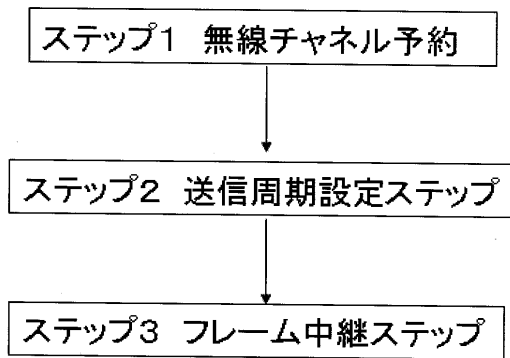 ステップ1 無線チャネル予約
ステップ2 送信周期設定ステップ
ステップ3 フレーム中継ステップ